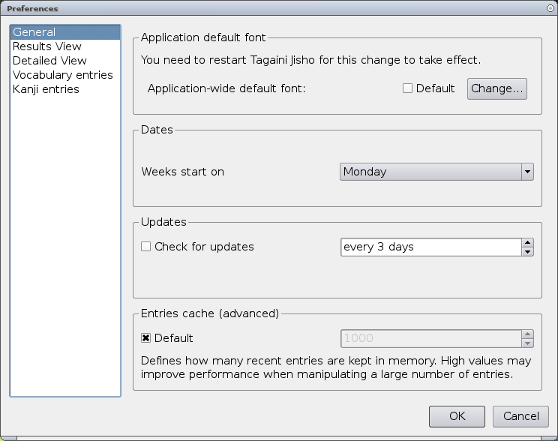 Preferences
General
Results View
Detailed View
Vocabulary entries
Kanji entries
Application default font
You need to restart Tagaini Jisho for this change to take effect.
Application-wide default font: Default Change...
Dates
Weeks start on Monday
Updates
Check for updates every 3 days
Entries cache (advanced)
Default 1000
Defines how many recent entries are kept in memory. High values may
improve performance when manipulating a large number of entries.
OK Cancel